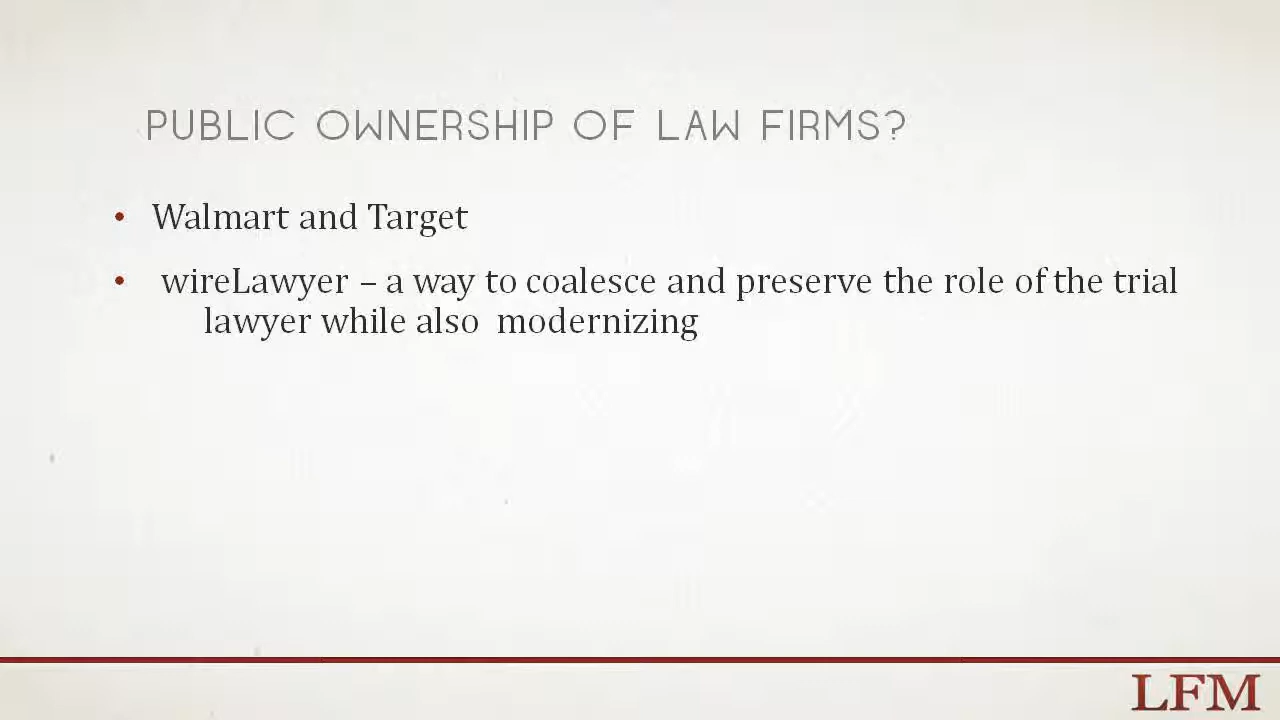 PUBLIC OWNERSHIP OF LAW FIRMS?
• Walmart and Target
• wireLawyer – a way to coalesce and preserve the role of the trial
lawyer while also modernizing
LFM